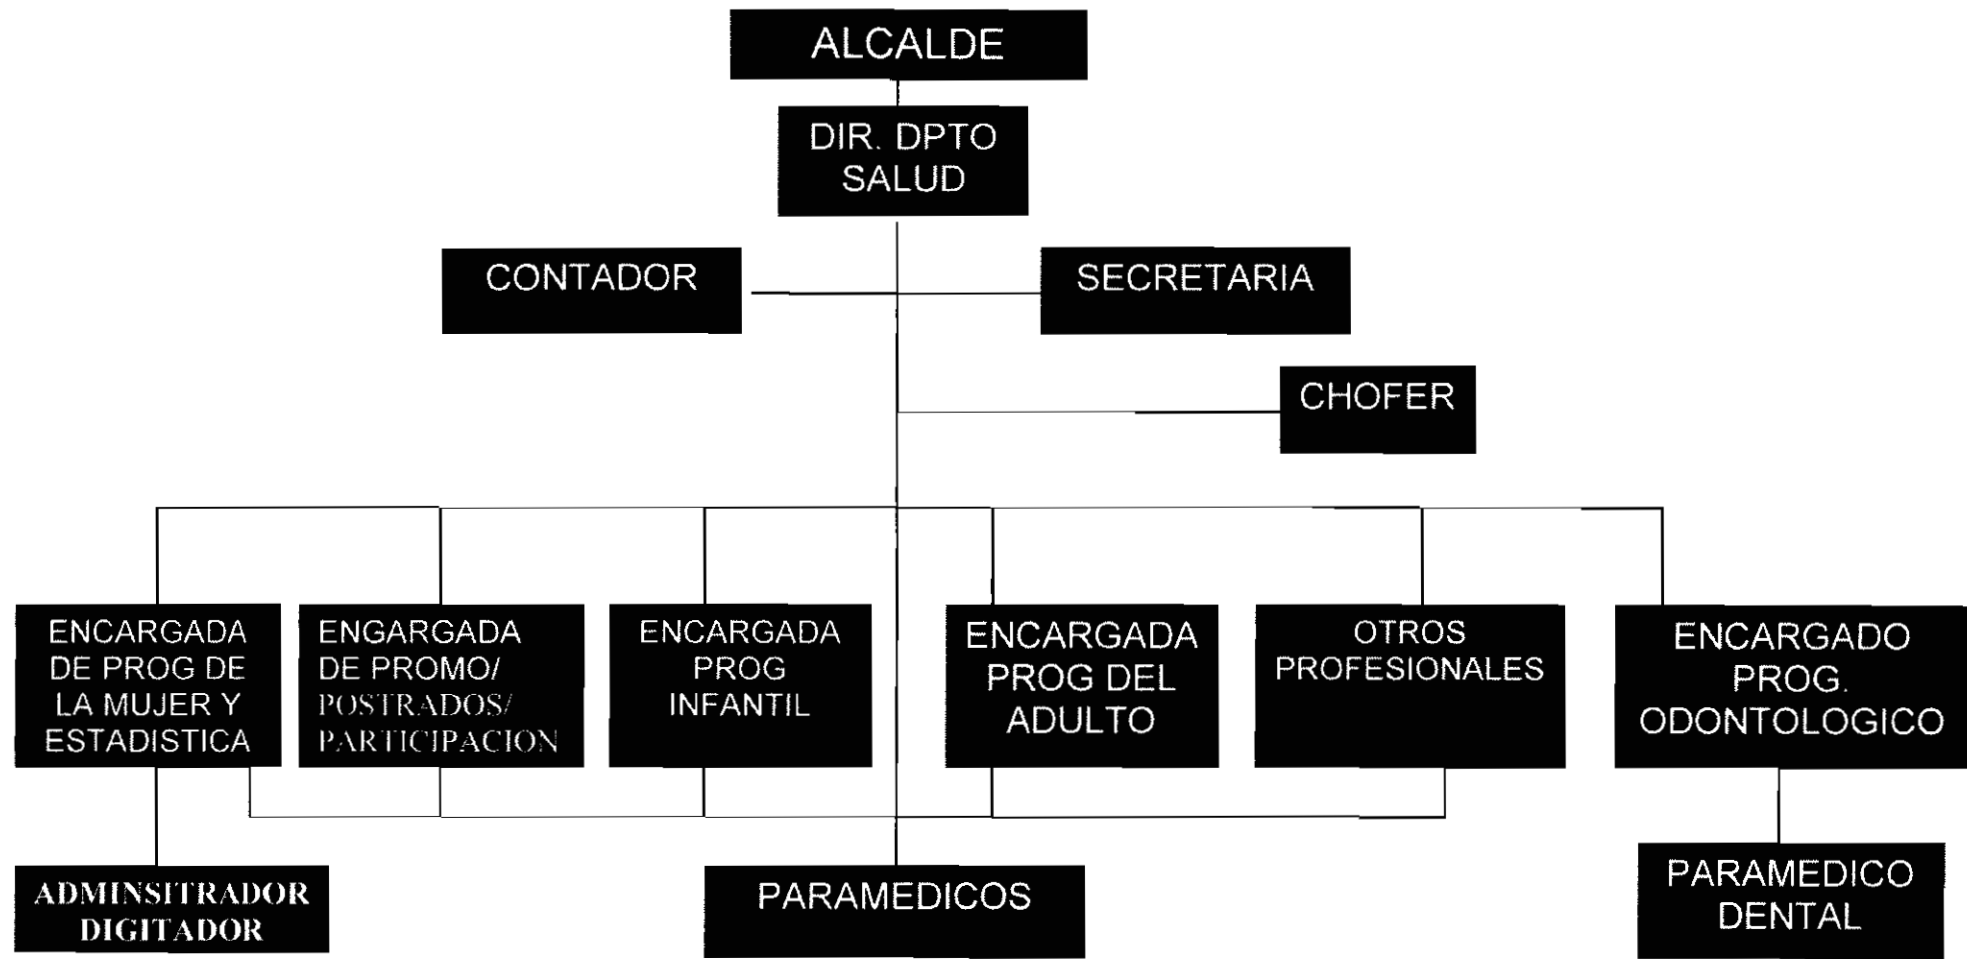 ALCALDE
DIR. DPTO
SALUD
CONTADOR
SECRETARIA
CHOFER
ENCARGADA
DE PROG DE
LA MUJER Y
ESTADISTICA
ENGARGADA
DE PROMO/
POSTRADOS/
PARTICIPACION
ENCARGADA
PROG
INFANTIL
ENCARGADA
PROG DEL
ADULTO
OTROS
PROFESIONALES
ENCARGADO
PROG.
ODONTOLOGICO
ADMINSITRADOR
DIGITADOR
PARAMEDICOS
PARAMEDICO
DENTAL